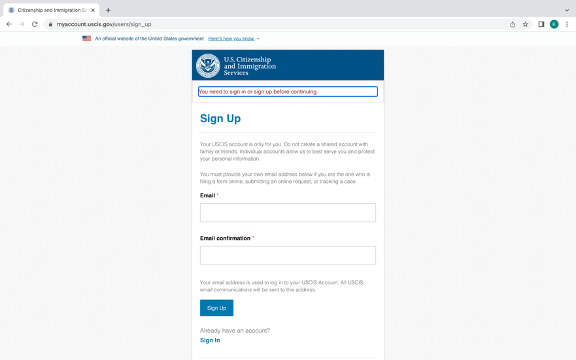 Citizenship and Immigration Se
myaccount.uscis.gov/users/sign_up
An official website of the United States government Here's how you know.
U.S. Citizenship
and Immigration
Services
You need to sign in or sign up before continuing.
Sign Up
Your USCIS account is only for you. Do not create a shared account with
family or friends. Individual accounts allow us to best serve you and protect
your personal information.
You must provide your own email address below if you are the one who is
filing a form online, submitting an online request, or tracking a case.
Email *
Email confirmation *
Your email address is used to log in to your USCIS Account. All USCIS
email communications will be sent to this address.
Sign Up
Already have an account?
Sign In